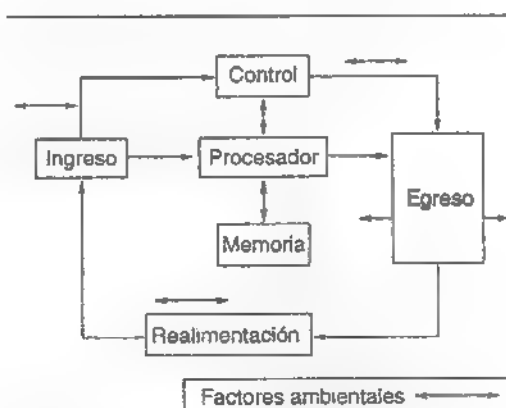 Control
Ingreso
Procesador
Egreso
Memoria
Realimentación
Factores ambientales